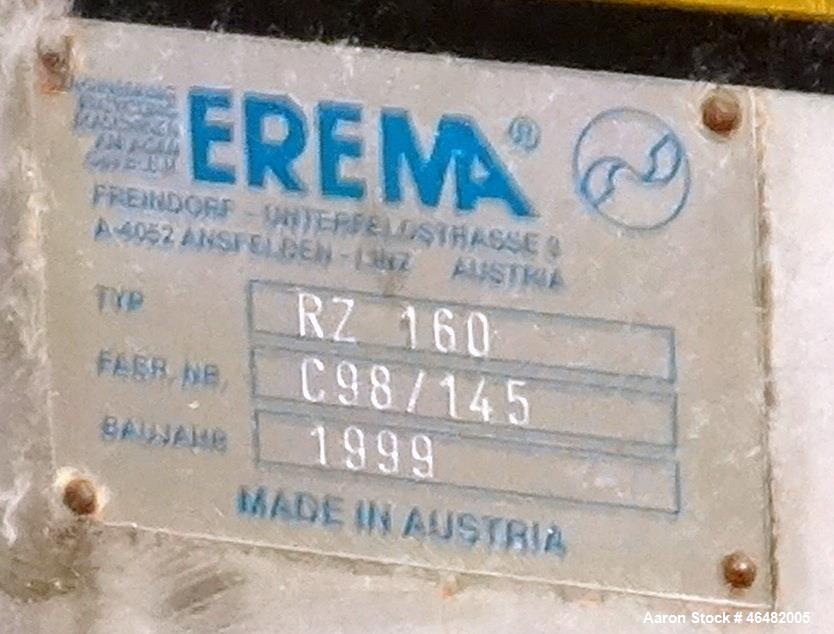 EREMA®
FREINDORF - UNTERFELDSTRASSE 3
A-4052 ANSFELDEN - LINZ AUSTRIA
TYP RZ 160
FABR. NR. C98/145
BAUJAHR 1999
MADE IN AUSTRIA
Aaron Stock # 46482005